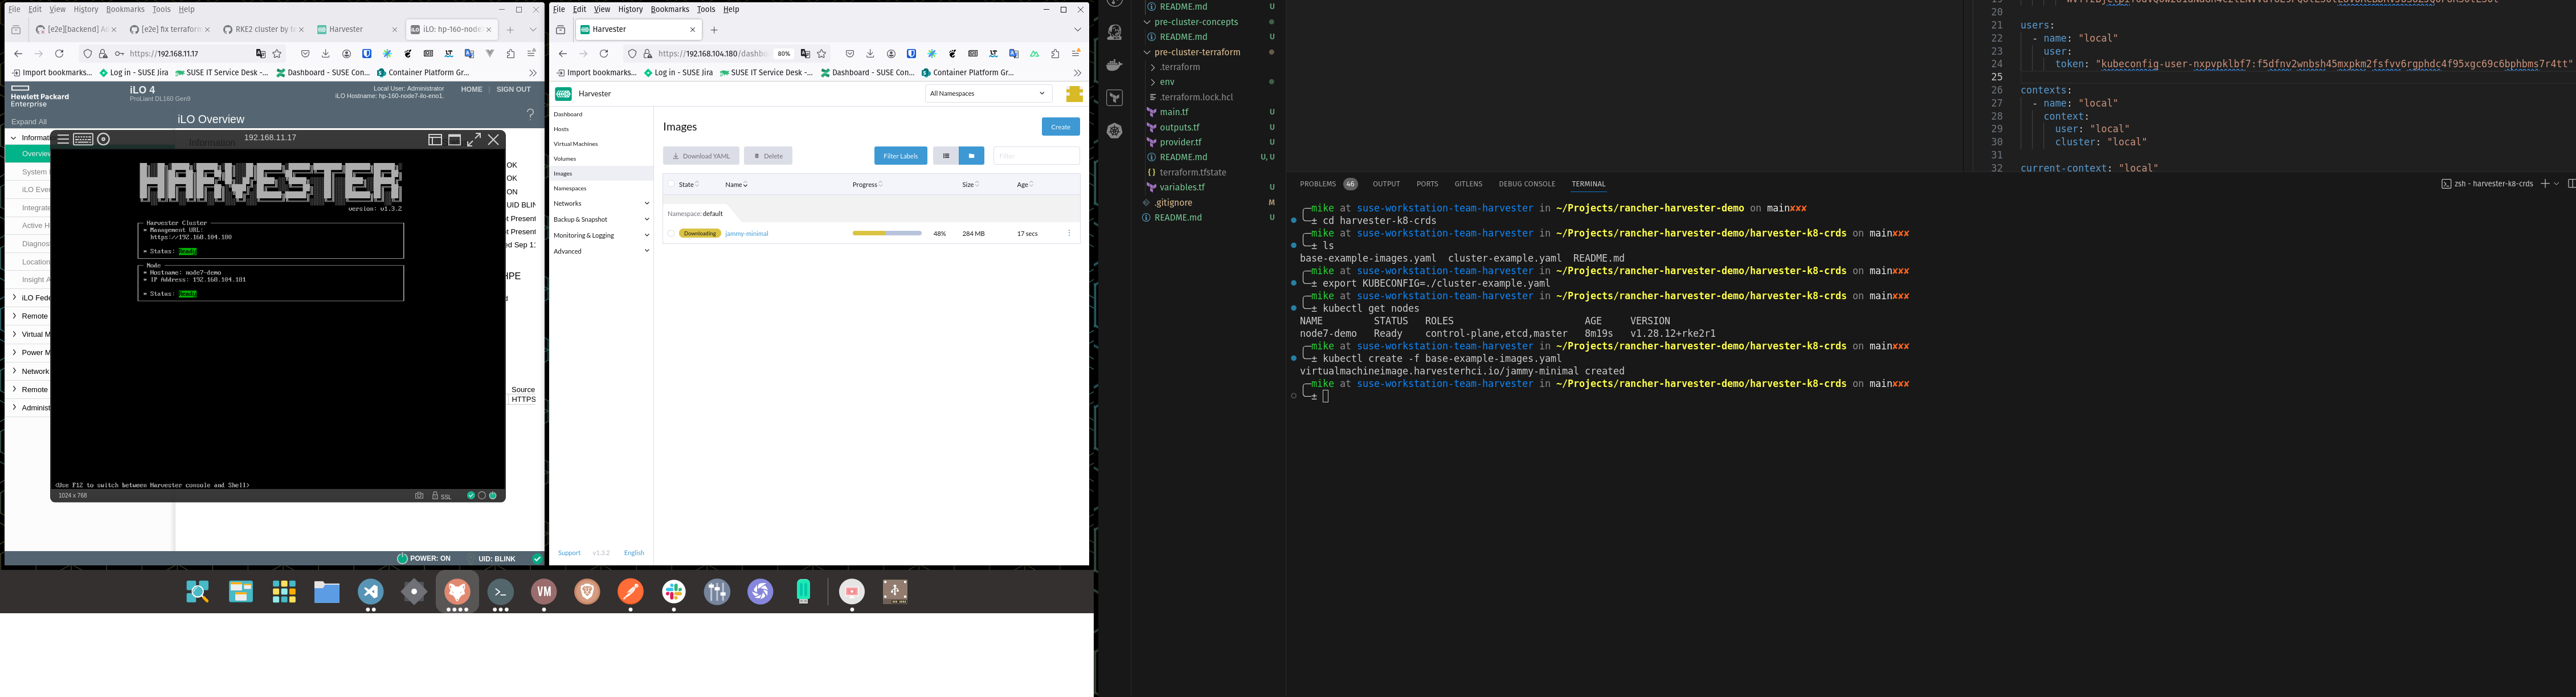 File Edit View History Bookmarks Tools Help
[e2e][backend] Ad
[e2e] fix terraform
RKE2 cluster by ta
Harvester
iLO: hp-160-node
https://192.168.11.17
Import bookmarks... Log in - SUSE Jira SUSE IT Service Desk -... Dashboard - SUSE Con... Container Platform Gr...
Hewlett Packard
Enterprise
iLO 4
ProLiant DL160 Gen9
Local User: Administrator
iLO Hostname: hp-160-node7-ilo-eno1.
HOME SIGN OUT
Expand All
iLO Overview
Informati
Overview
System I
iLO Even
Integrate
Active H
Diagnost
Location
Insight A
iLO Fede
Remote
Virtual M
Power M
Network
Remote
Administ
192.168.11.17
HARVESTER
version: v1.3.2
Harvester Cluster
* Management URL:
https://192.168.104.180
* Status: Ready
Node
* Hostname: node7-demo
* IP Address: 192.168.104.181
* Status: Ready
<Use F12 to switch between Harvester console and Shell>
1024 x 768
SSL
OK
OK
ON
UID BLIN
t Present
t Present
ed Sep 11
HPE
Source
HTTPS
POWER: ON UID: BLINK
File Edit View History Bookmarks Tools Help
Harvester
https://192.168.104.180/dashbo
80%
Import bookmarks... Log in - SUSE Jira SUSE IT Service Desk -... Dashboard - SUSE Con... Container Platform Gr...
Harvester
All Namespaces
Dashboard
Hosts
Virtual Machines
Volumes
Images
Namespaces
Networks
Backup & Snapshot
Monitoring & Logging
Advanced
Images
Create
Download YAML
Delete
Filter Labels
Filter
State Name Progress Size Age
Namespace: default
Downloading jammy-minimal 48% 284 MB 17 secs
Support v1.3.2 English
VM
README.md U
pre-cluster-concepts
README.md U
pre-cluster-terraform
.terraform
env
.terraform.lock.hcl
main.tf U
outputs.tf U
provider.tf U
README.md U, U
terraform.tfstate
variables.tf U
.gitignore M
README.md U
20
21 users:
22 - name: "local"
23 user:
24 token: "kubeconfig-user-nxpvpklbf7:f5dfnv2wnbsh45mxpkm2fsfvv6rgphdc4f95xgc69c6bphbms7r4tt"
25
26 contexts:
27 - name: "local"
28 context:
29 user: "local"
30 cluster: "local"
31
32 current-context: "local"
PROBLEMS 46 OUTPUT PORTS GITLENS DEBUG CONSOLE TERMINAL
zsh - harvester-k8-crds
mike at suse-workstation-team-harvester in ~/Projects/rancher-harvester-demo on main✘✘✘
± cd harvester-k8-crds
mike at suse-workstation-team-harvester in ~/Projects/rancher-harvester-demo/harvester-k8-crds on main✘✘✘
± ls
base-example-images.yaml cluster-example.yaml README.md
mike at suse-workstation-team-harvester in ~/Projects/rancher-harvester-demo/harvester-k8-crds on main✘✘✘
± export KUBECONFIG=./cluster-example.yaml
mike at suse-workstation-team-harvester in ~/Projects/rancher-harvester-demo/harvester-k8-crds on main✘✘✘
± kubectl get nodes
NAME STATUS ROLES AGE VERSION
node7-demo Ready control-plane,etcd,master 8m19s v1.28.12+rke2r1
mike at suse-workstation-team-harvester in ~/Projects/rancher-harvester-demo/harvester-k8-crds on main✘✘✘
± kubectl create -f base-example-images.yaml
virtualmachineimage.harvesterhci.io/jammy-minimal created
mike at suse-workstation-team-harvester in ~/Projects/rancher-harvester-demo/harvester-k8-crds on main✘✘✘
±